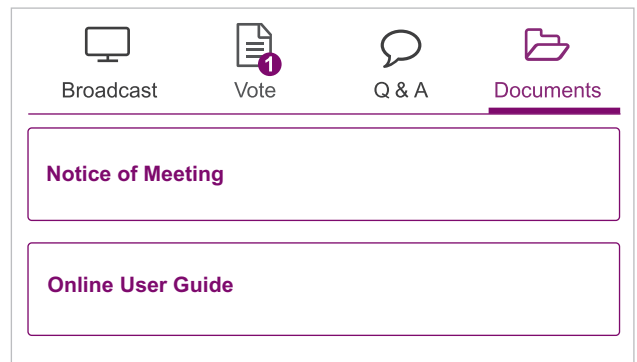 1
Broadcast Vote Q & A Documents
Notice of Meeting
Online User Guide